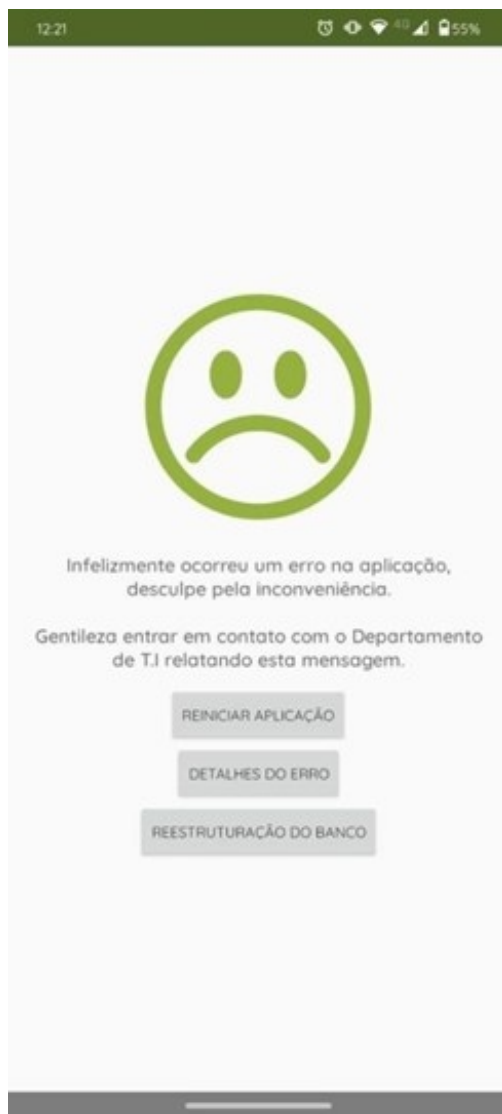 12:21
4G 55%
Infelizmente ocorreu um erro na aplicação,
desculpe pela inconveniência.
Gentileza entrar em contato com o Departamento
de T.I relatando esta mensagem.
REINICIAR APLICAÇÃO
DETALHES DO ERRO
REESTRUTURAÇÃO DO BANCO